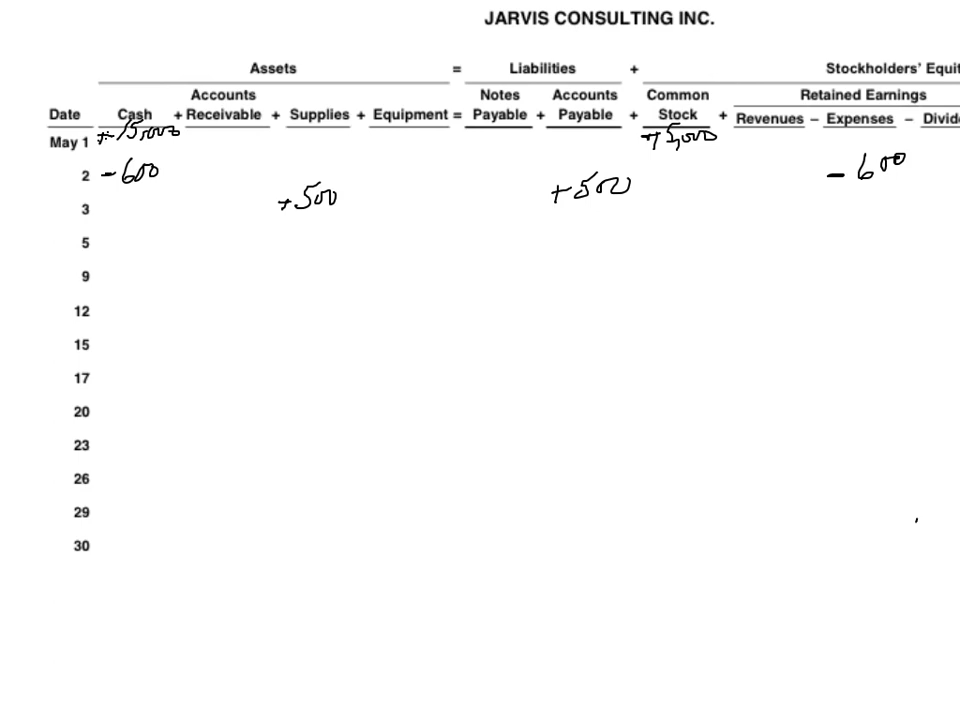 JARVIS CONSULTING INC.
Assets = Liabilities + Stockholders' Equit
Accounts Notes Accounts Common Retained Earnings
Date Cash + Receivable + Supplies + Equipment = Payable + Payable + Stock + Revenues – Expenses – Divide
May 1 +15,000 +15,000
2 -600 -600
3 +500 +500
5
9
12
15
17
20
23
26
29
30